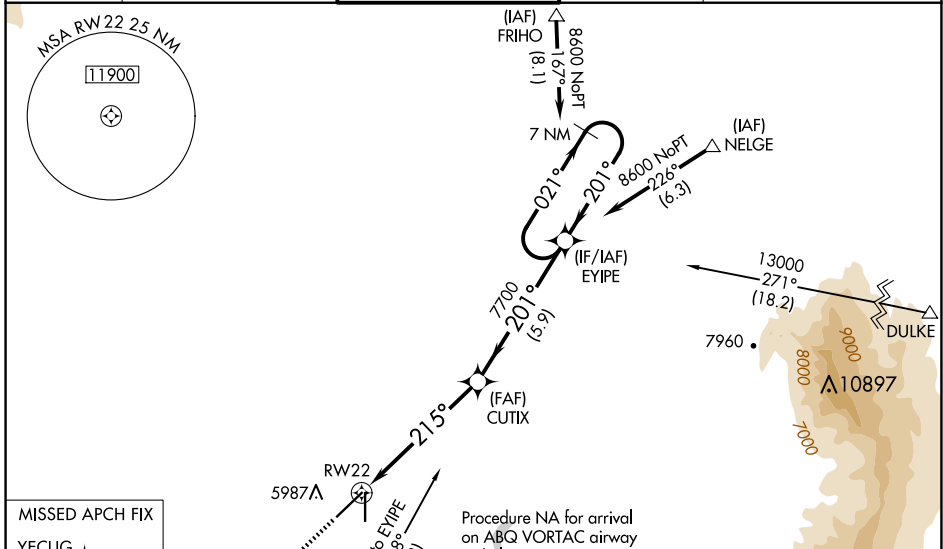 MSA RW22 25 NM
11900
(IAF)
FRIHO
8600 NoPT
167°
(8.1)
7 NM
(IAF)
NELGE
8600 NoPT
226°
(6.3)
021°
201°
(IF/IAF)
EYIPE
13000
271°
(18.2)
DULKE
7700
201°
(5.9)
7960
9000
8000
10897
7000
(FAF)
CUTIX
215°
RW22
5987
EYIPE
Procedure NA for arrival
on ABQ VORTAC airway
MISSED APCH FIX